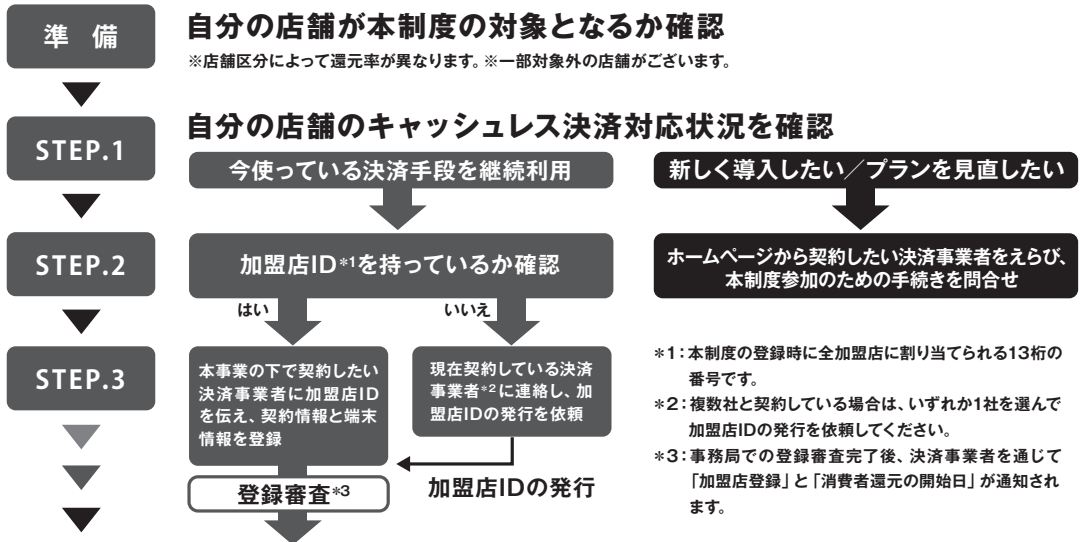 準 備
自分の店舗が本制度の対象となるか確認
※店舗区分によって還元率が異なります。※一部対象外の店舗がございます。
STEP.1
自分の店舗のキャッシュレス決済対応状況を確認
今使っている決済手段を継続利用
新しく導入したい／プランを見直したい
STEP.2
加盟店ID*1を持っているか確認
ホームページから契約したい決済事業者をえらび、
本制度参加のための手続きを問合せ
はい
いいえ
STEP.3
本事業の下で契約したい
決済事業者に加盟店ID
を伝え、契約情報と端末
情報を登録
現在契約している決済
事業者*2に連絡し、加
盟店IDの発行を依頼
登録審査*3
加盟店IDの発行
*1：本制度の登録時に全加盟店に割り当てられる13桁の
番号です。
*2：複数社と契約している場合は、いずれか1社を選んで
加盟店IDの発行を依頼してください。
*3：事務局での登録審査完了後、決済事業者を通じて
「加盟店登録」と「消費者還元の開始日」が通知され
ます。